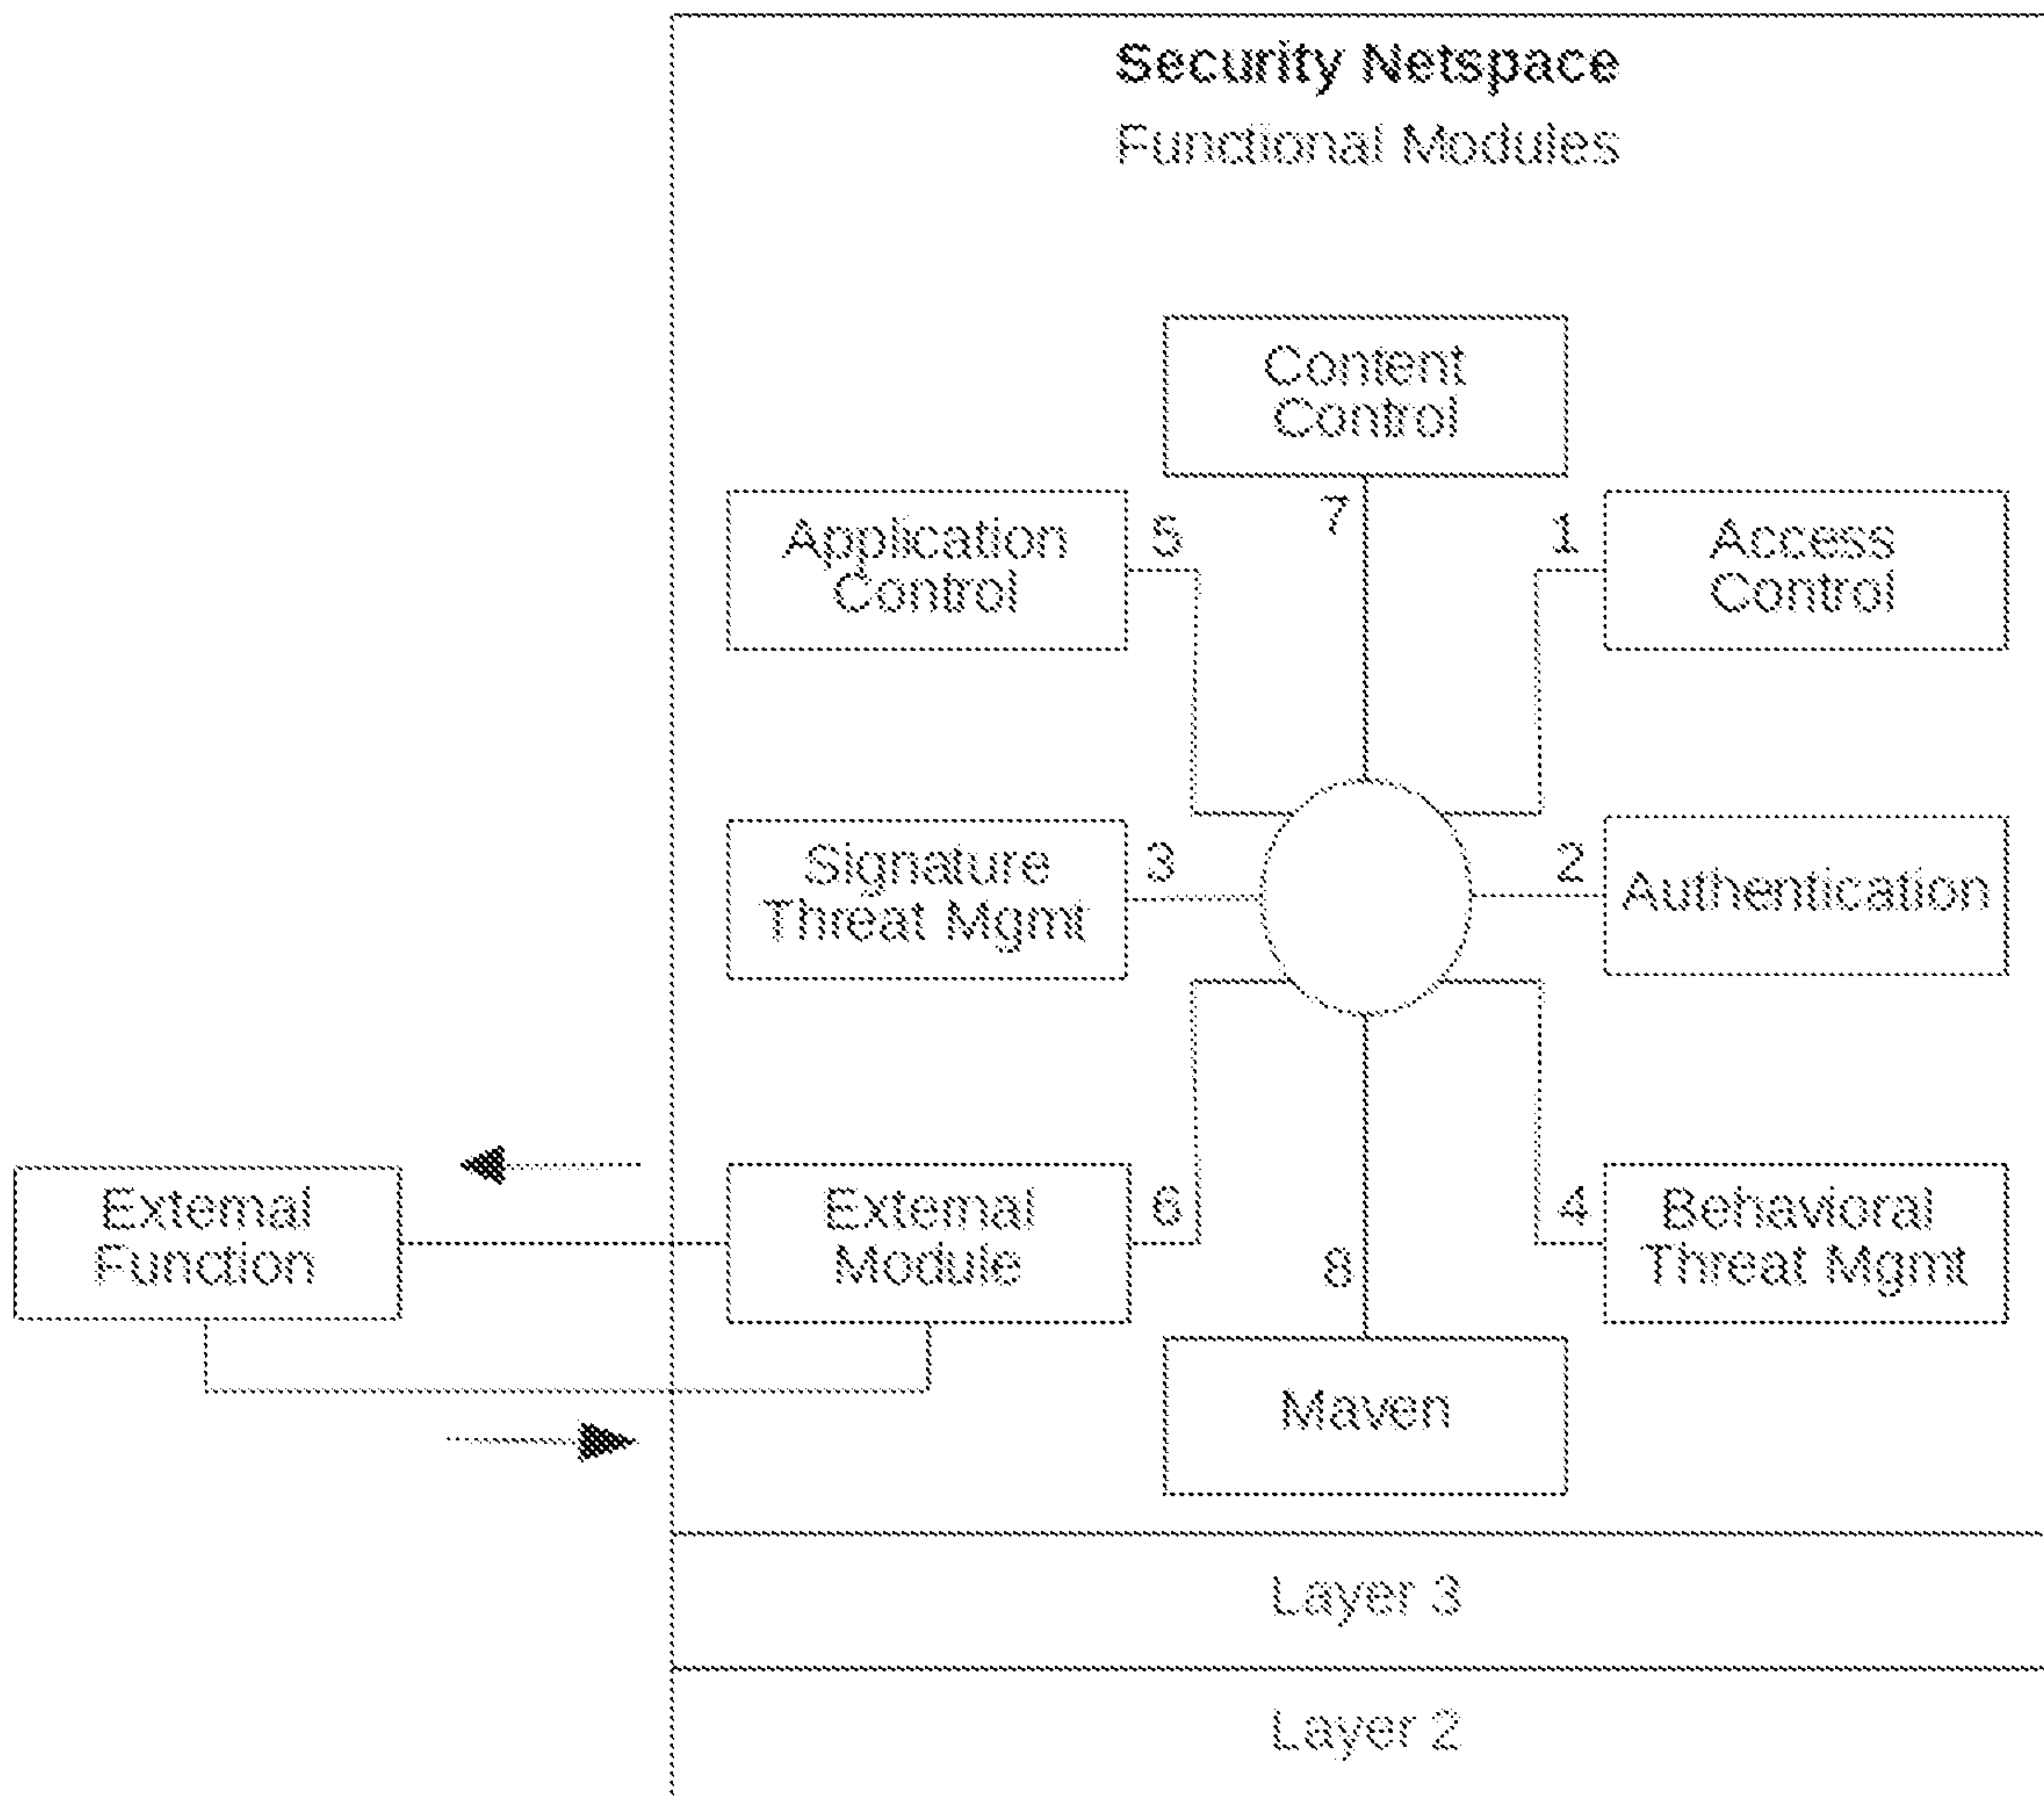 Security Netspace
Functional Modules
Content
Control
7
Application
Control
5
1
Access
Control
Signature
Threat Mgmt
3
2
Authentication
External
Function
External
Module
6
8
4
Behavioral
Threat Mgmt
Maven
Layer 3
Layer 2